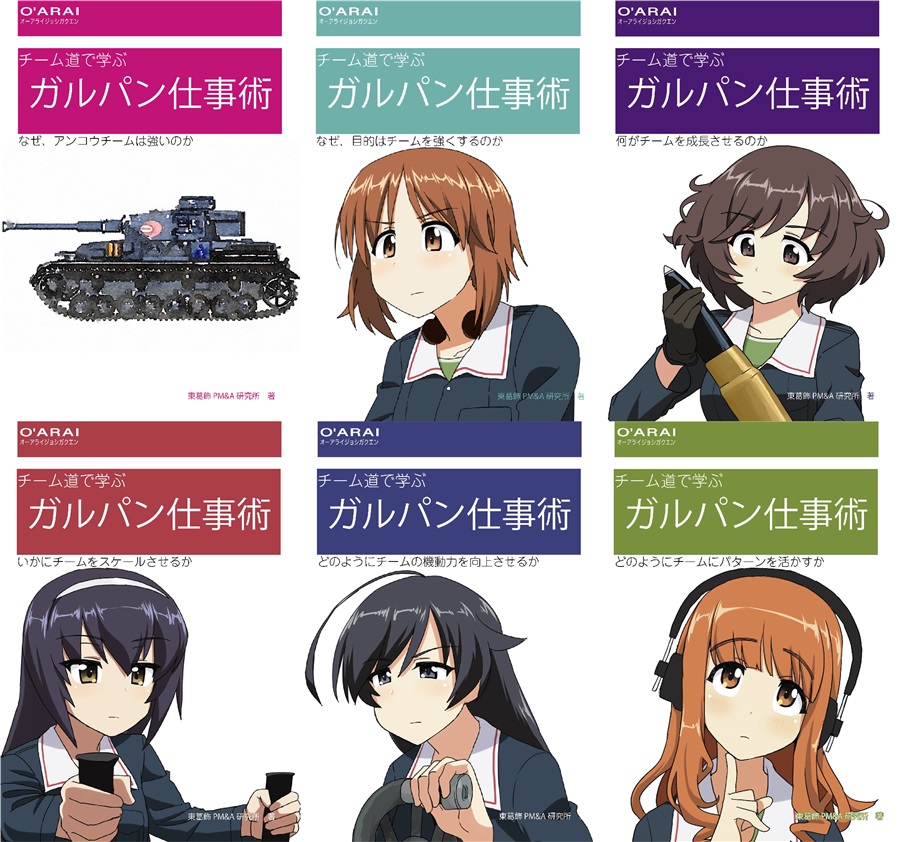 O'ARAI
オーアライジョシガクエン
チーム道で学ぶ
ガルパン仕事術
なぜ、アンコウチームは強いのか
東葛飾 PM&A 研究所　著
O'ARAI
オーアライジョシガクエン
チーム道で学ぶ
ガルパン仕事術
なぜ、目的はチームを強くするのか
東葛飾 PM&A 研究所　著
O'ARAI
オーアライジョシガクエン
チーム道で学ぶ
ガルパン仕事術
何がチームを成長させるのか
東葛飾 PM&A 研究所　著
O'ARAI
オーアライジョシガクエン
チーム道で学ぶ
ガルパン仕事術
いかにチームをスケールさせるか
東葛飾 PM&A 研究所　著
O'ARAI
オーアライジョシガクエン
チーム道で学ぶ
ガルパン仕事術
どのようにチームの機動力を向上させるか
東葛飾 PM&A 研究所
O'ARAI
オーアライジョシガクエン
チーム道で学ぶ
ガルパン仕事術
どのようにチームにパターンを活かすか
東葛飾 PM&A 研究所　著